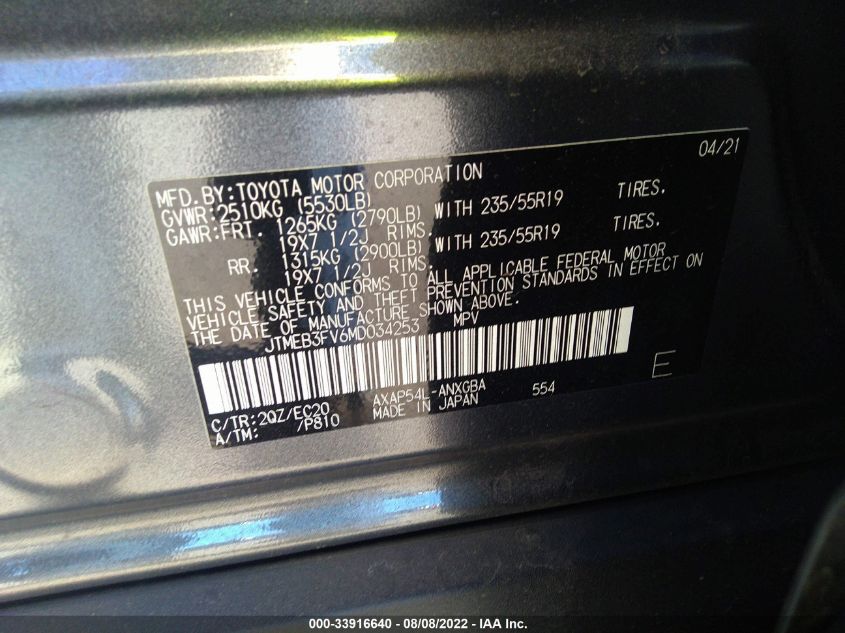 04/21
MFD.BY:TOYOTA MOTOR CORPORATION
GVWR:2510KG (5530LB)
GAWR:FRT. 1265KG (2790LB) WITH 235/55R19 TIRES.
19X7 1/2J RIMS.
RR. 1315KG (2900LB) WITH 235/55R19 TIRES.
19X7 1/2J RIMS.
THIS VEHICLE CONFORMS TO ALL APPLICABLE FEDERAL MOTOR
VEHICLE SAFETY AND THEFT PREVENTION STANDARDS IN EFFECT ON
THE DATE OF MANUFACTURE SHOWN ABOVE.
JTMEB3FV6MD034253 MPV
C/TR:2QZ/EC20 AXAP54L-ANXGBA 554 E
A/TM: /P810 MADE IN JAPAN
000-33916640 - 08/08/2022 - IAA Inc.